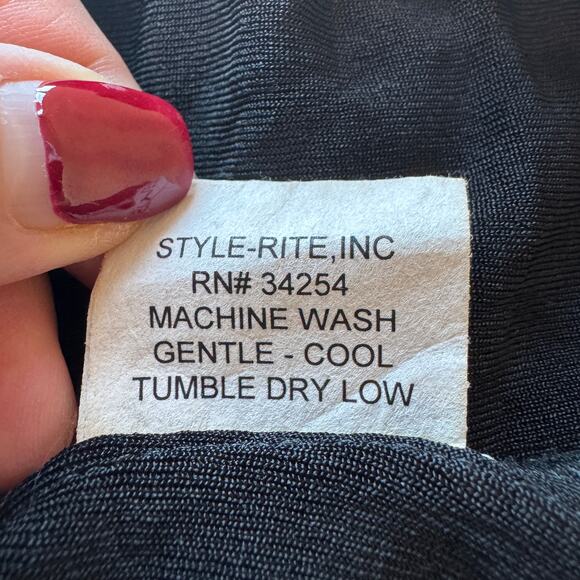 STYLE-RITE,INC
RN# 34254
MACHINE WASH
GENTLE - COOL
TUMBLE DRY LOW